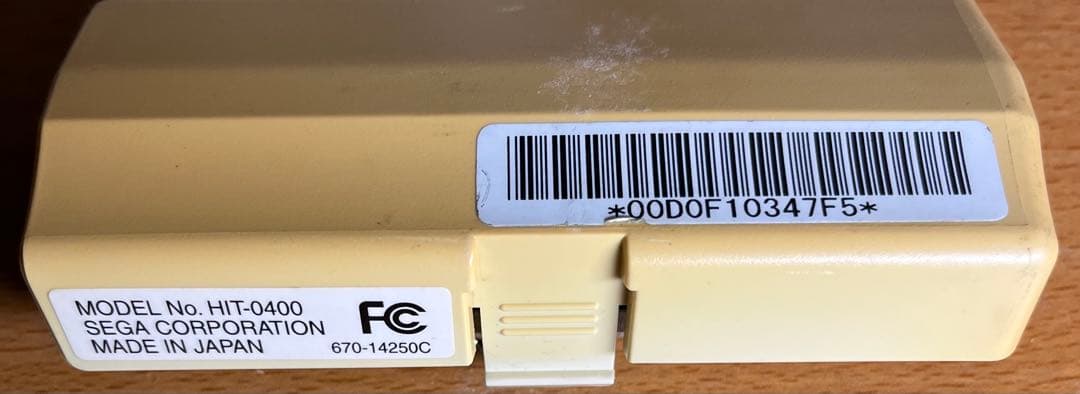 *00D0F10347F5*
MODEL No. HIT-0400
SEGA CORPORATION
MADE IN JAPAN
FC
670-14250C